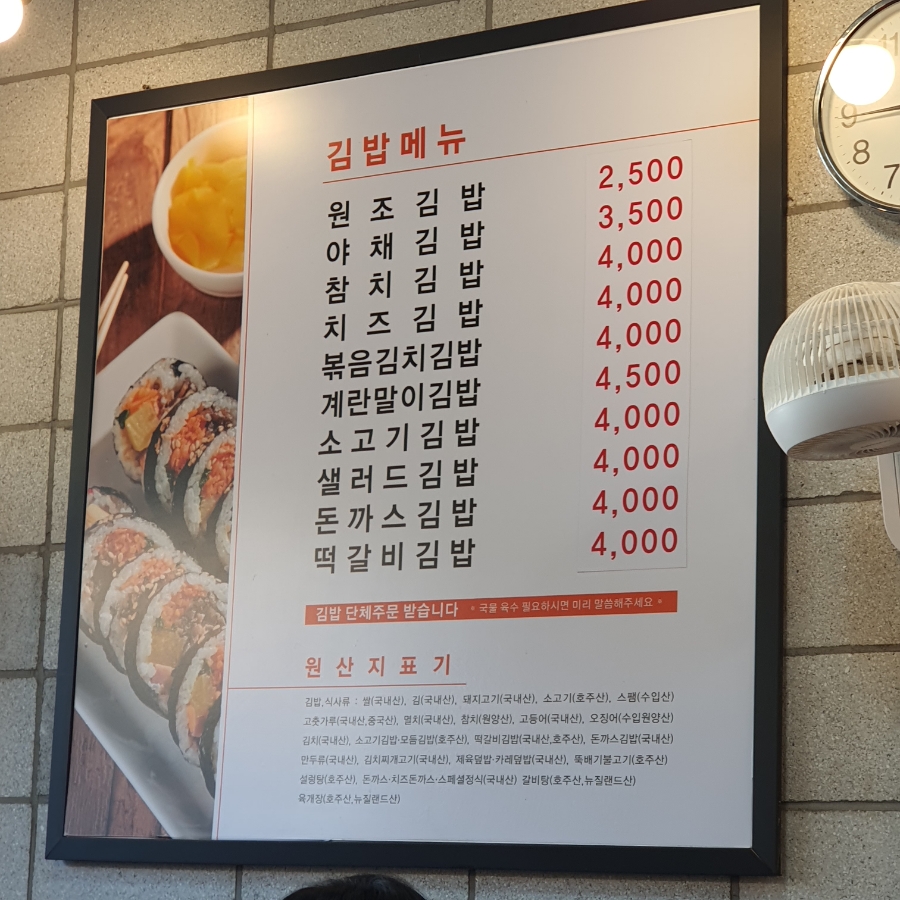 김밥메뉴
원조김밥 2,500
야채김밥 3,500
참치김밥 4,000
치즈김밥 4,000
볶음김치김밥 4,000
계란말이김밥 4,500
소고기김밥 4,000
샐러드김밥 4,000
돈까스김밥 4,000
떡갈비김밥 4,000
김밥 단체주문 받습니다 * 국물 육수 필요하시면 미리 말씀해주세요 *
원산지표기
김밥,식사류 : 쌀(국내산), 김(국내산), 돼지고기(국내산), 소고기(호주산), 스팸(수입산)
고춧가루(국내산,중국산), 멸치(국내산), 참치(원양산), 고등어(국내산), 오징어(수입원양산)
김치(국내산), 소고기김밥·모듬김밥(호주산), 떡갈비김밥(국내산,호주산), 돈까스김밥(국내산)
만두류(국내산), 김치찌개고기(국내산), 제육덮밥·카레덮밥(국내산), 뚝배기불고기(호주산)
설렁탕(호주산), 돈까스·치즈돈까스·스페셜정식(국내산) 갈비탕(호주산,뉴질랜드산)
육개장(호주산,뉴질랜드산)
11
9
8
7